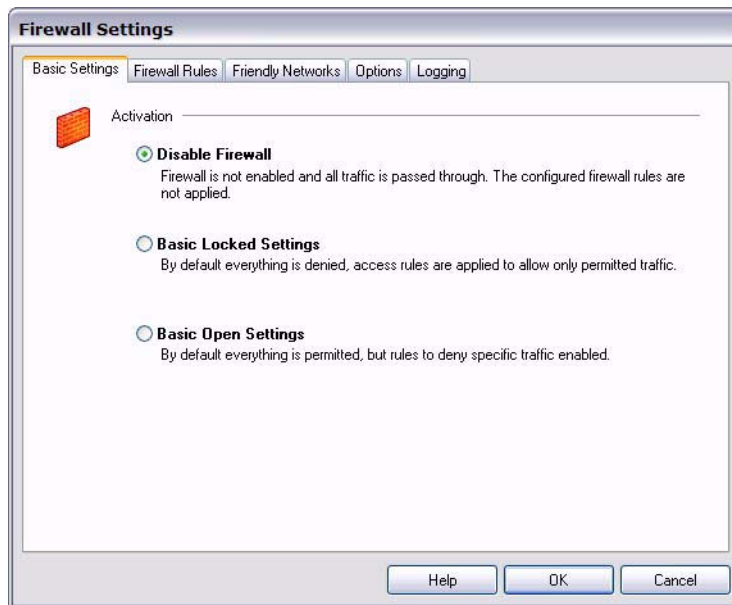 Firewall Settings
Basic Settings Firewall Rules Friendly Networks Options Logging
Activation
Disable Firewall
Firewall is not enabled and all traffic is passed through. The configured firewall rules are
not applied.
Basic Locked Settings
By default everything is denied, access rules are applied to allow only permitted traffic.
Basic Open Settings
By default everything is permitted, but rules to deny specific traffic enabled.
Help OK Cancel